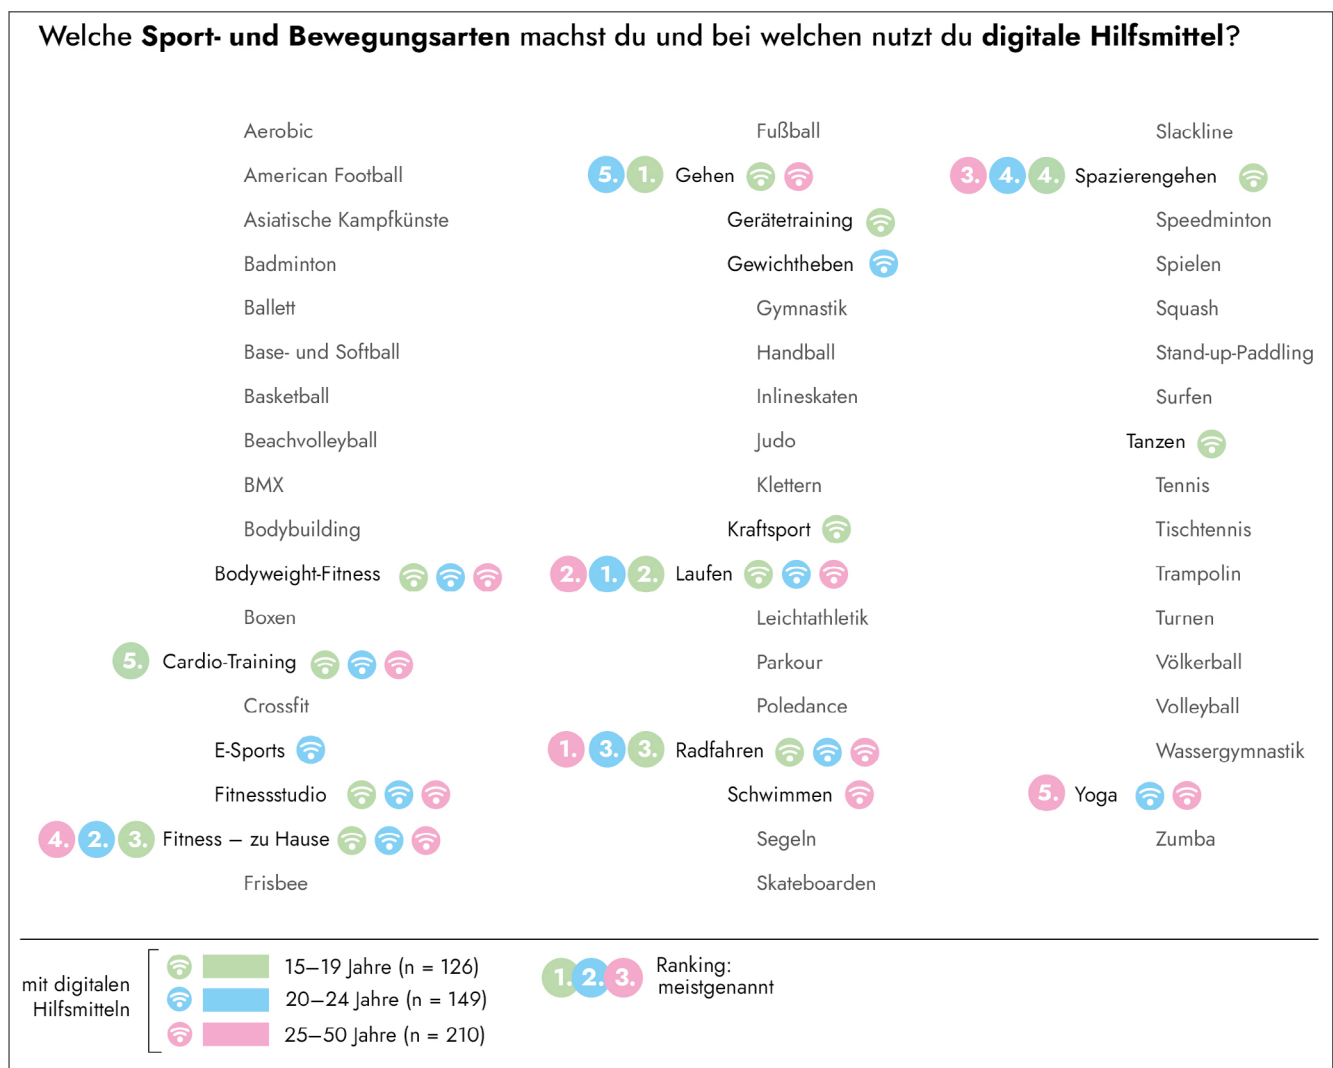 Welche Sport- und Bewegungsarten machst du und bei welchen nutzt du digitale Hilfsmittel?
Aerobic
American Football
Asiatische Kampfkünste
Badminton
Ballett
Base- und Softball
Basketball
Beachvolleyball
BMX
Bodybuilding
Bodyweight-Fitness
Boxen
5. Cardio-Training
Crossfit
E-Sports
Fitnessstudio
4. 2. 3. Fitness – zu Hause
Frisbee
Fußball
5. 1. Gehen
Gerätetraining
Gewichtheben
Gymnastik
Handball
Inlineskaten
Judo
Klettern
Kraftsport
2. 1. 2. Laufen
Leichtathletik
Parkour
Poledance
1. 3. 3. Radfahren
Schwimmen
Segeln
Skateboarden
Slackline
3. 4. 4. Spazierengehen
Speedminton
Spielen
Squash
Stand-up-Paddling
Surfen
Tanzen
Tennis
Tischtennis
Trampolin
Turnen
Völkerball
Volleyball
Wassergymnastik
5. Yoga
Zumba
mit digitalen
Hilfsmitteln
15–19 Jahre (n = 126)
20–24 Jahre (n = 149)
25–50 Jahre (n = 210)
1. 2. 3.
Ranking:
meistgenannt